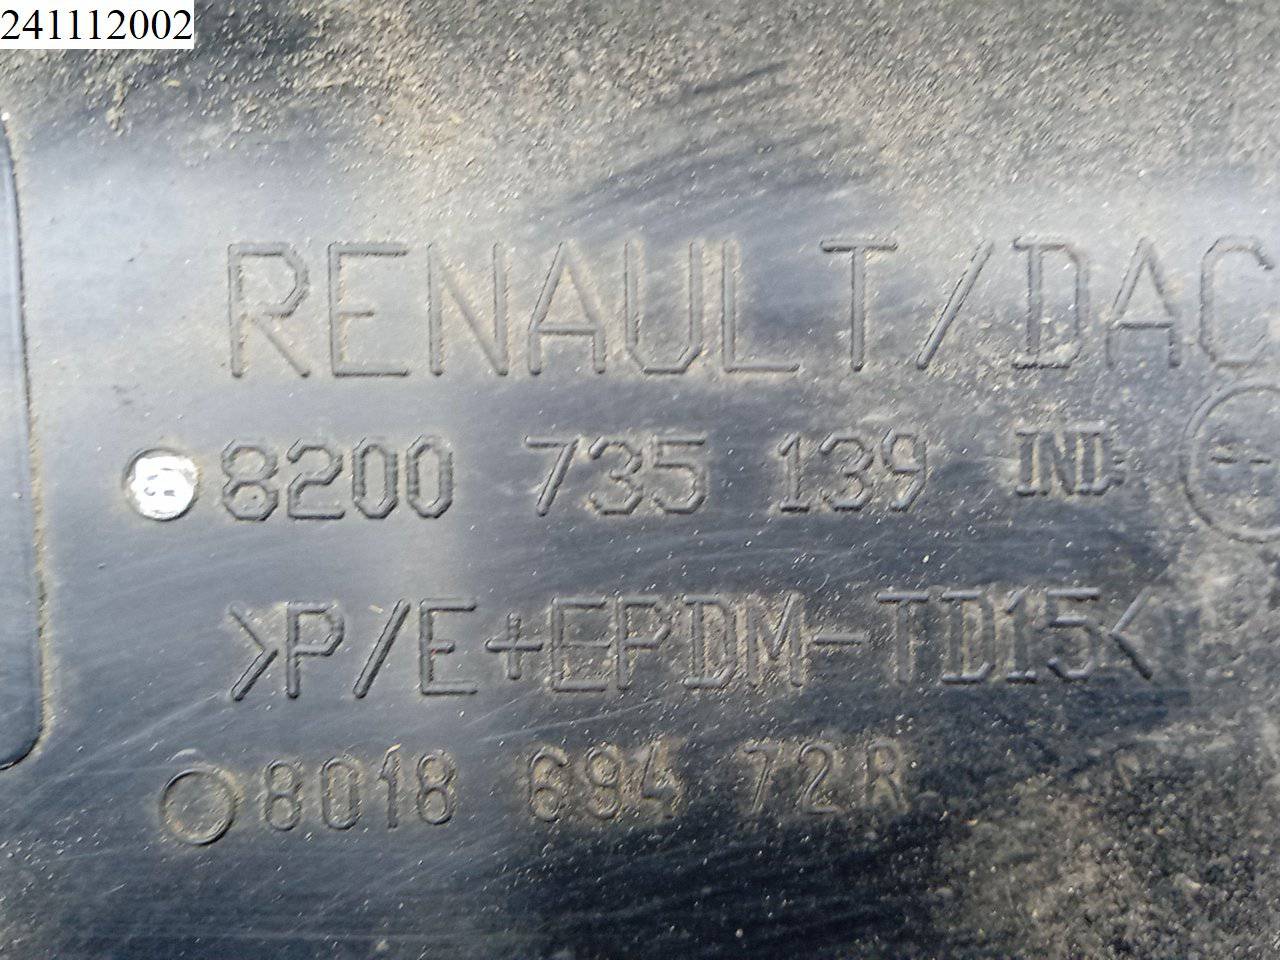 241112002
RENAULT/DAC
8200 735 139 IND:
>P/E+EPDM-TD15<
8018 694 72R